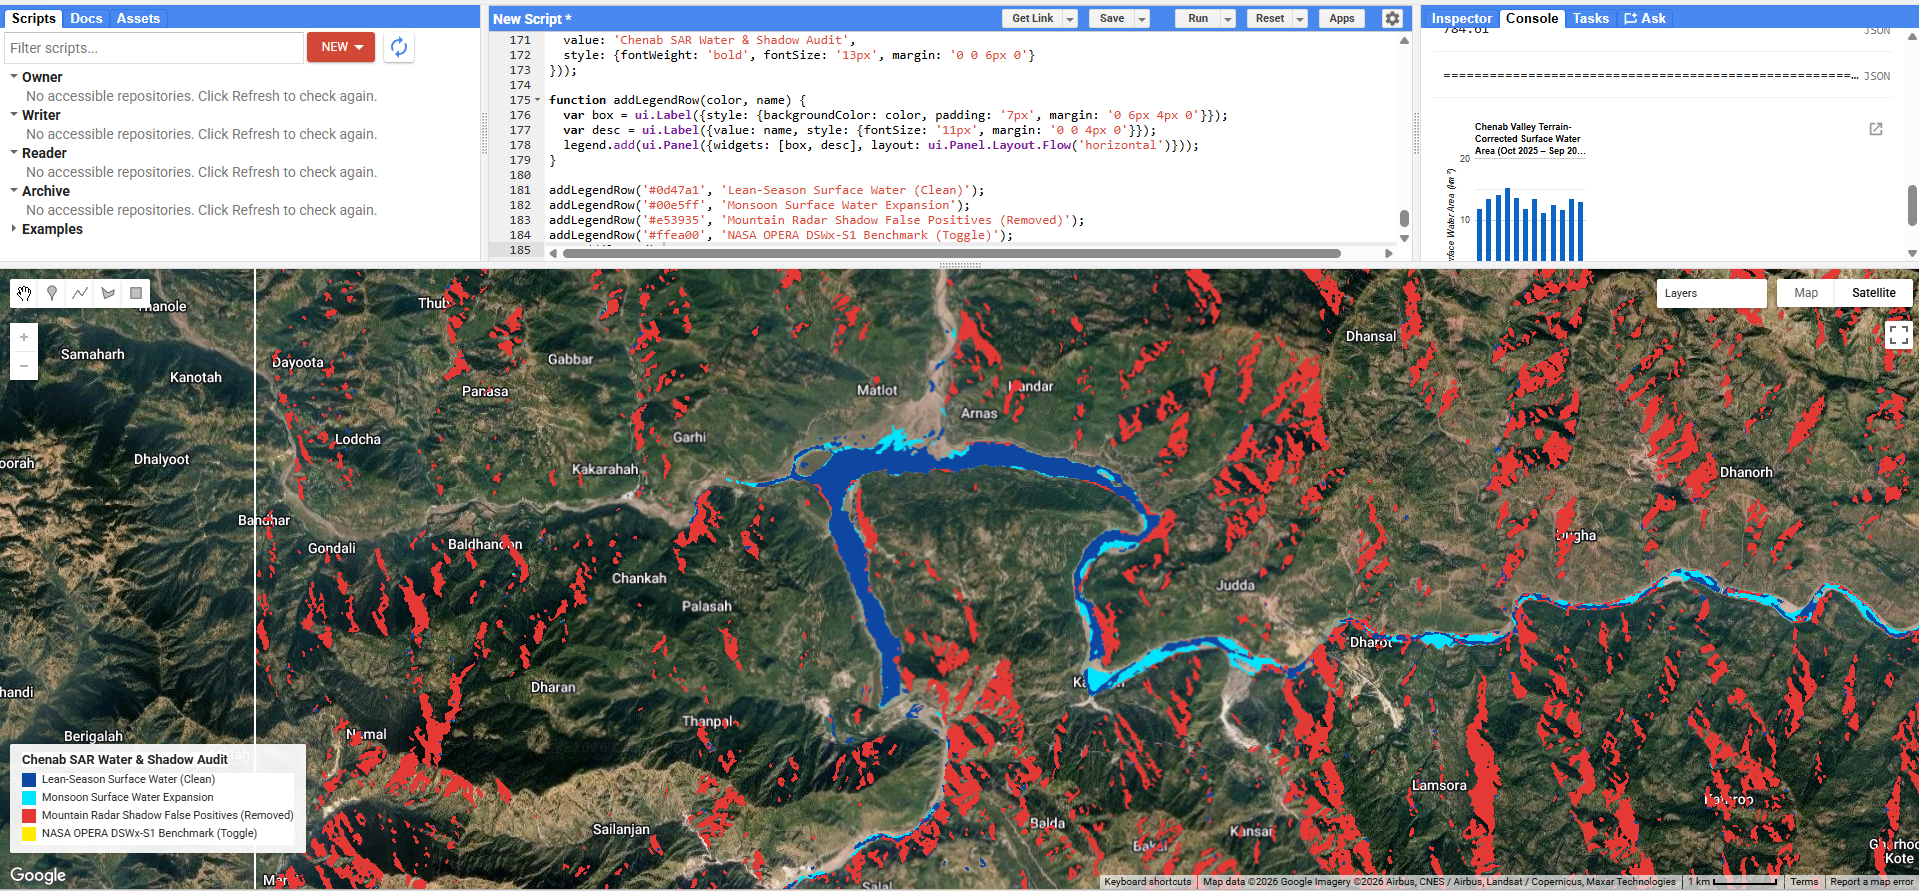 Scripts Docs Assets
Filter scripts...
NEW
Owner
No accessible repositories. Click Refresh to check again.
Writer
No accessible repositories. Click Refresh to check again.
Reader
No accessible repositories. Click Refresh to check again.
Archive
No accessible repositories. Click Refresh to check again.
Examples
New Script *
Get Link Save Run Reset Apps
171 value: 'Chenab SAR Water & Shadow Audit',
172 style: {fontWeight: 'bold', fontSize: '13px', margin: '0 0 6px 0'}
173 }));
174
175 function addLegendRow(color, name) {
176 var box = ui.Label({style: {backgroundColor: color, padding: '7px', margin: '0 6px 4px 0'}});
177 var desc = ui.Label({value: name, style: {fontSize: '11px', margin: '0 0 4px 0'}});
178 legend.add(ui.Panel({widgets: [box, desc], layout: ui.Panel.Layout.Flow('horizontal')}));
179 }
180
181 addLegendRow('#0d47a1', 'Lean-Season Surface Water (Clean)');
182 addLegendRow('#00e5ff', 'Monsoon Surface Water Expansion');
183 addLegendRow('#e53935', 'Mountain Radar Shadow False Positives (Removed)');
184 addLegendRow('#ffea00', 'NASA OPERA DSWx-S1 Benchmark (Toggle)');
185
Inspector Console Tasks Ask
784.61 JSON
JSON
Chenab Valley Terrain-
Corrected Surface Water
Area (Oct 2025 – Sep 20...
20
10
rface Water Area (km²)
Layers
Map Satellite
Thub
Samaharh
Kanotah
Dayoota
Gabbar
Panasa
Matlot
Arnas
Dhansal
Lodcha
Garhi
Dhalyoot
Kakarahah
Dhanorh
Gondali
Baldhandon
Chankah
Judda
Palasah
Dharot
Dharan
Thanpal
Berigalah
Lamsora
Sailanjan
Balda
Kansar
Kote
Salal
Chenab SAR Water & Shadow Audit
Lean-Season Surface Water (Clean)
Monsoon Surface Water Expansion
Mountain Radar Shadow False Positives (Removed)
NASA OPERA DSWx-S1 Benchmark (Toggle)
Google
Keyboard shortcuts Map data ©2026 Google Imagery ©2026 Airbus, CNES / Airbus, Landsat / Copernicus, Maxar Technologies 1 km Terms Report a map error